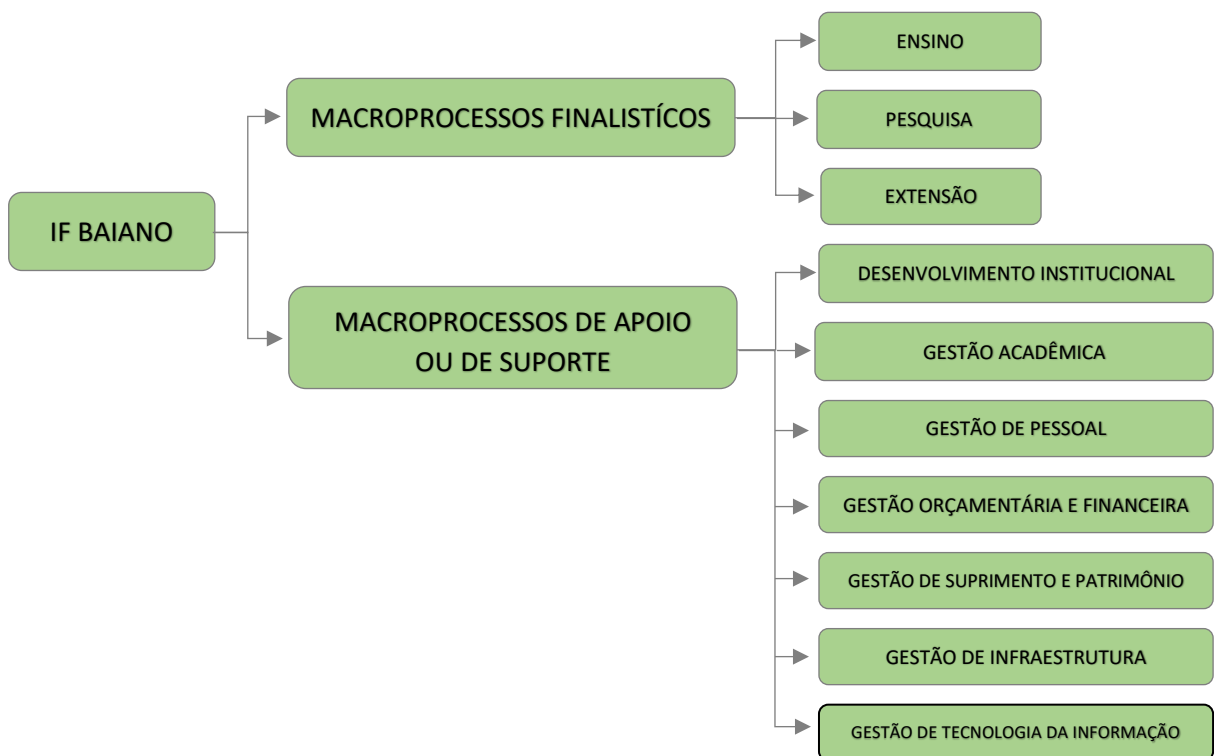 IF BAIANO
MACROPROCESSOS FINALISTÍCOS
ENSINO
PESQUISA
EXTENSÃO
MACROPROCESSOS DE APOIO
OU DE SUPORTE
DESENVOLVIMENTO INSTITUCIONAL
GESTÃO ACADÊMICA
GESTÃO DE PESSOAL
GESTÃO ORÇAMENTÁRIA E FINANCEIRA
GESTÃO DE SUPRIMENTO E PATRIMÔNIO
GESTÃO DE INFRAESTRUTURA
GESTÃO DE TECNOLOGIA DA INFORMAÇÃO